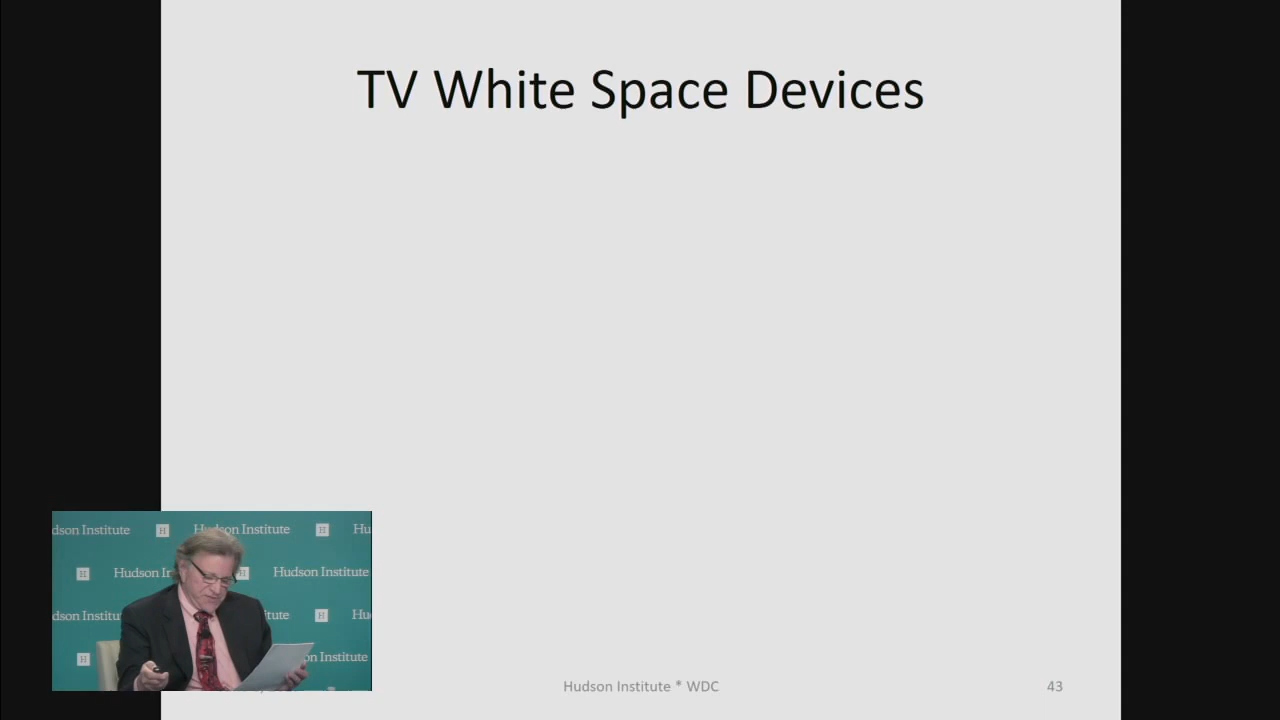 TV White Space Devices
dson Institute H Hudson Institute H Hu
H Hudson In H Hudson Institute
dson Institu itute H Hu
H on Institute
Hudson Institute * WDC
43